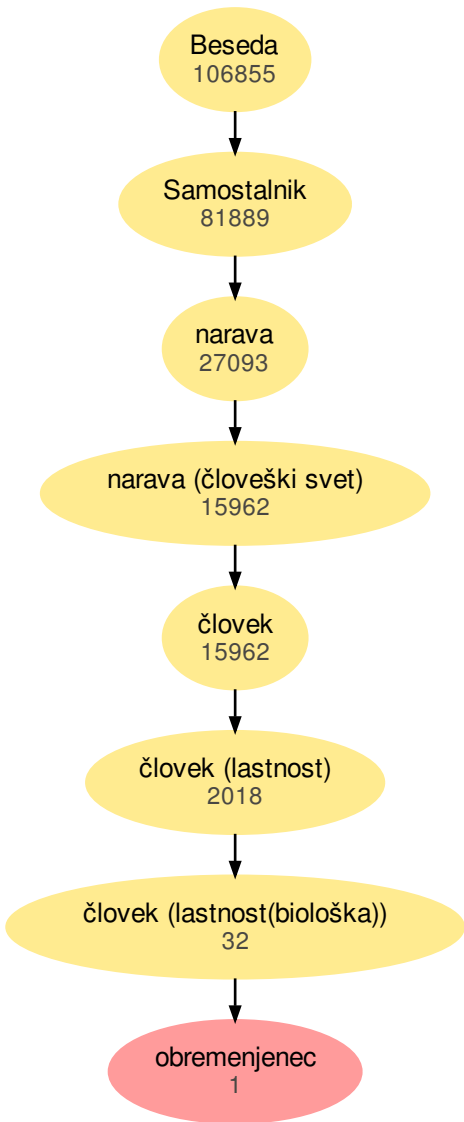 Beseda
106855
Samostalnik
81889
narava
27093
narava (človeški svet)
15962
človek
15962
človek (lastnost)
2018
človek (lastnost(biološka))
32
obremenjenec
1